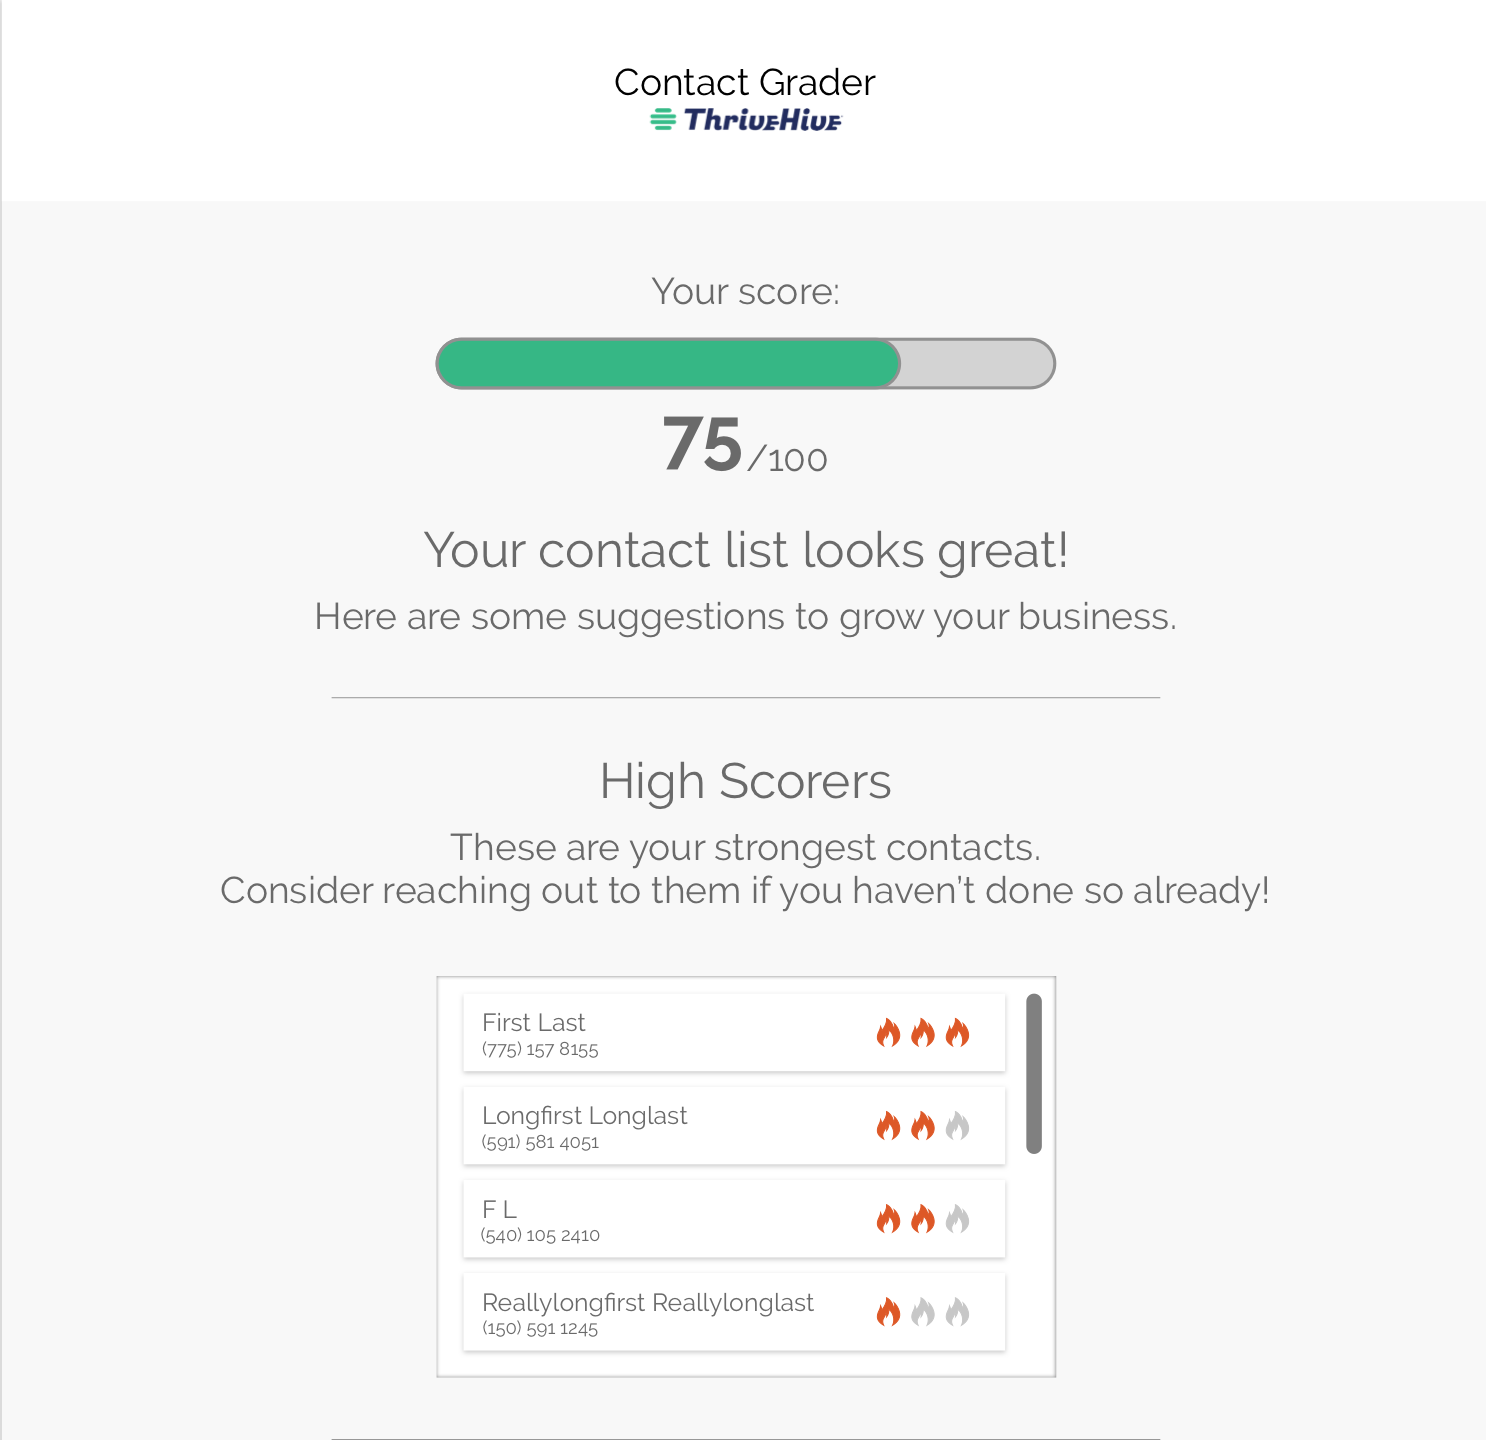 Contact Grader
ThriveHive
Your score:
75/100
Your contact list looks great!
Here are some suggestions to grow your business.
High Scorers
These are your strongest contacts.
Consider reaching out to them if you haven’t done so already!
First Last
(775) 157 8155
Longfirst Longlast
(591) 581 4051
F L
(540) 105 2410
Reallylongfirst Reallylonglast
(150) 591 1245